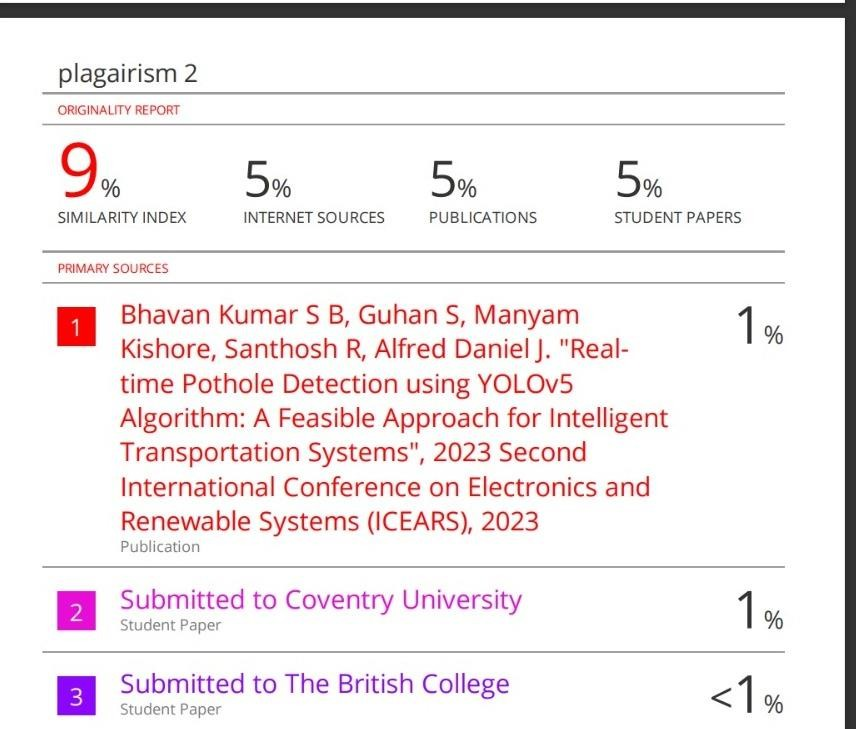 plagairism 2
ORIGINALITY REPORT
9%
5%
5%
5%
SIMILARITY INDEX
INTERNET SOURCES
PUBLICATIONS
STUDENT PAPERS
PRIMARY SOURCES
1
Bhavan Kumar S B, Guhan S, Manyam
Kishore, Santhosh R, Alfred Daniel J. "Real-
time Pothole Detection using YOLOv5
Algorithm: A Feasible Approach for Intelligent
Transportation Systems", 2023 Second
International Conference on Electronics and
Renewable Systems (ICEARS), 2023
Publication
1%
2
Submitted to Coventry University
Student Paper
1%
3
Submitted to The British College
Student Paper
<1%